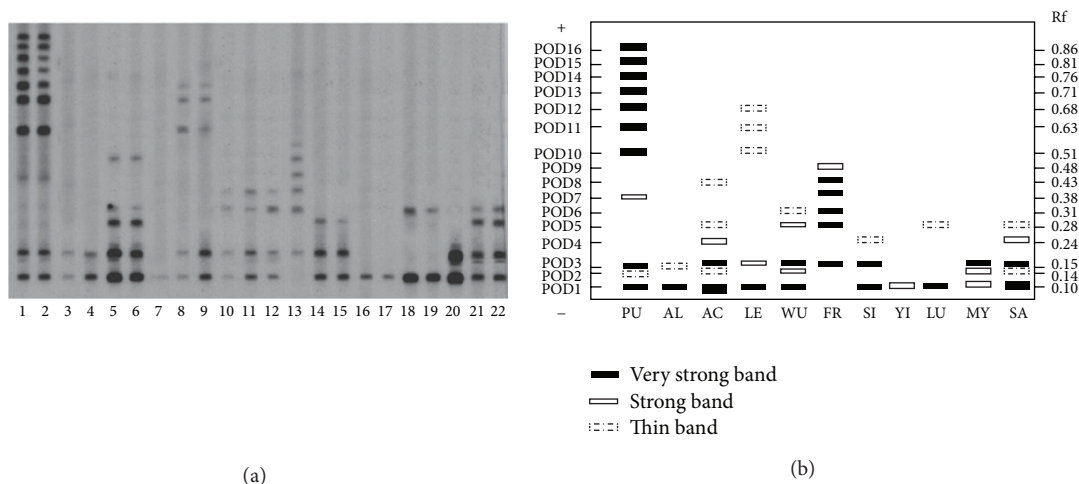 1 2 3 4 5 6 7 8 9 10 11 12 13 14 15 16 17 18 19 20 21 22
(a)
+ Rf
POD16 0.86
POD15 0.81
POD14 0.76
POD13 0.71
POD12 0.68
POD11 0.63
POD10 0.51
POD9 0.48
POD8 0.43
POD7 0.38
POD6 0.31
POD5 0.28
POD4 0.24
POD3 0.15
POD2 0.14
POD1 0.10
− PU AL AC LE WU FR SI YI LU MY SA
Very strong band
Strong band
Thin band
(b)